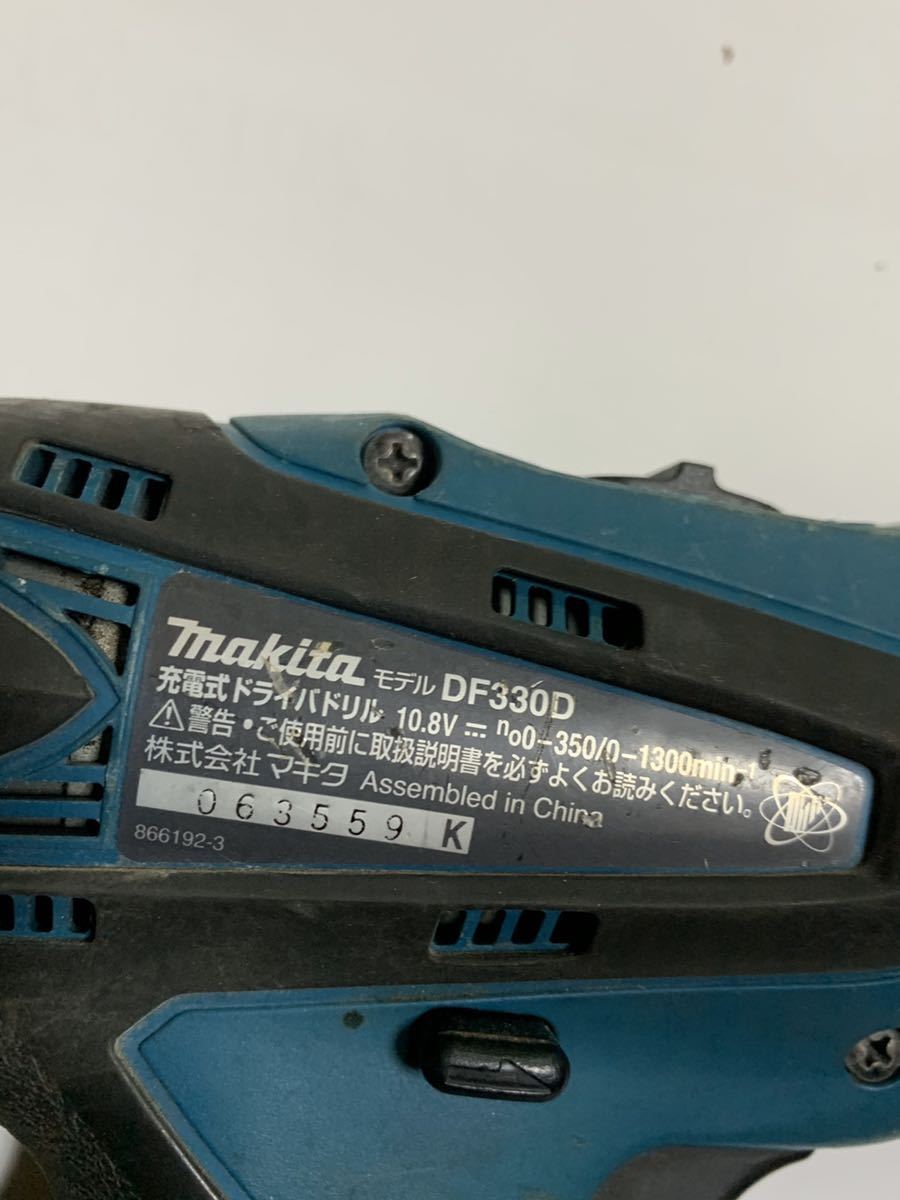 makita モデル DF330D
充電式ドライバドリル 10.8V ⎓ n₀0-350/0-1300min⁻¹
⚠警告・ご使用前に取扱説明書を必ずよくお読みください。
株式会社 マキタ Assembled in China
063559 K
866192-3